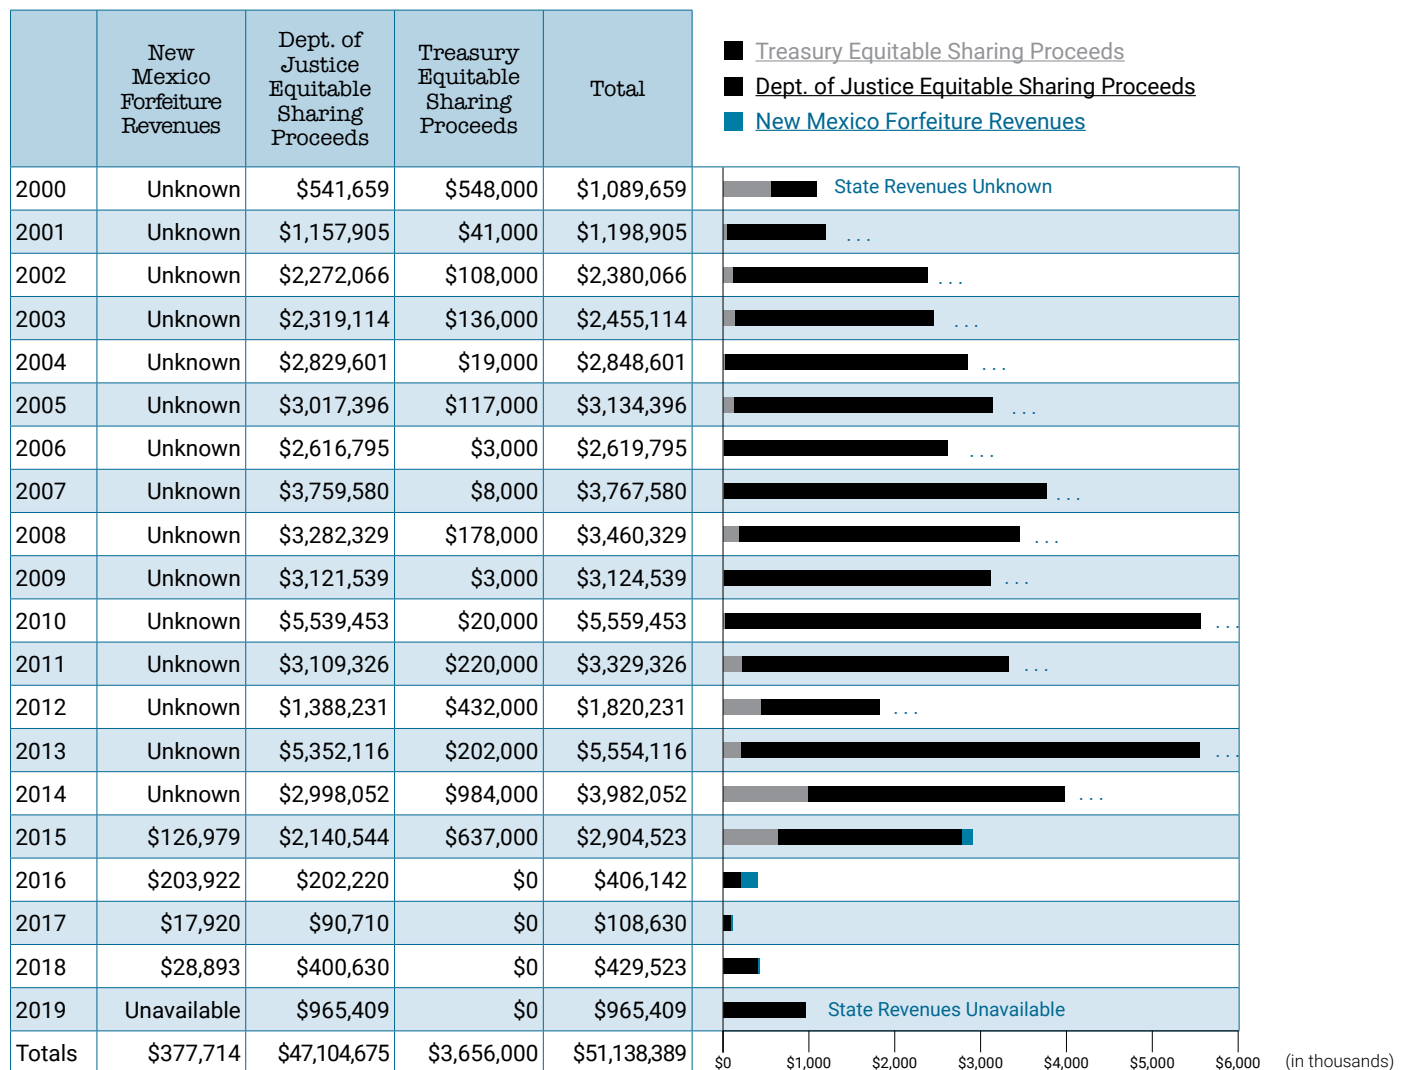 New
Mexico
Forfeiture
Revenues
Dept. of
Justice
Equitable
Sharing
Proceeds
Treasury
Equitable
Sharing
Proceeds
Total
Treasury Equitable Sharing Proceeds
Dept. of Justice Equitable Sharing Proceeds
New Mexico Forfeiture Revenues
2000 Unknown $541,659 $548,000 $1,089,659 State Revenues Unknown
2001 Unknown $1,157,905 $41,000 $1,198,905 ...
2002 Unknown $2,272,066 $108,000 $2,380,066 ...
2003 Unknown $2,319,114 $136,000 $2,455,114 ...
2004 Unknown $2,829,601 $19,000 $2,848,601 ...
2005 Unknown $3,017,396 $117,000 $3,134,396 ...
2006 Unknown $2,616,795 $3,000 $2,619,795 ...
2007 Unknown $3,759,580 $8,000 $3,767,580 ...
2008 Unknown $3,282,329 $178,000 $3,460,329 ...
2009 Unknown $3,121,539 $3,000 $3,124,539 ...
2010 Unknown $5,539,453 $20,000 $5,559,453 ...
2011 Unknown $3,109,326 $220,000 $3,329,326 ...
2012 Unknown $1,388,231 $432,000 $1,820,231 ...
2013 Unknown $5,352,116 $202,000 $5,554,116 ...
2014 Unknown $2,998,052 $984,000 $3,982,052 ...
2015 $126,979 $2,140,544 $637,000 $2,904,523
2016 $203,922 $202,220 $0 $406,142
2017 $17,920 $90,710 $0 $108,630
2018 $28,893 $400,630 $0 $429,523
2019 Unavailable $965,409 $0 $965,409 State Revenues Unavailable
Totals $377,714 $47,104,675 $3,656,000 $51,138,389
$0 $1,000 $2,000 $3,000 $4,000 $5,000 $6,000 (in thousands)